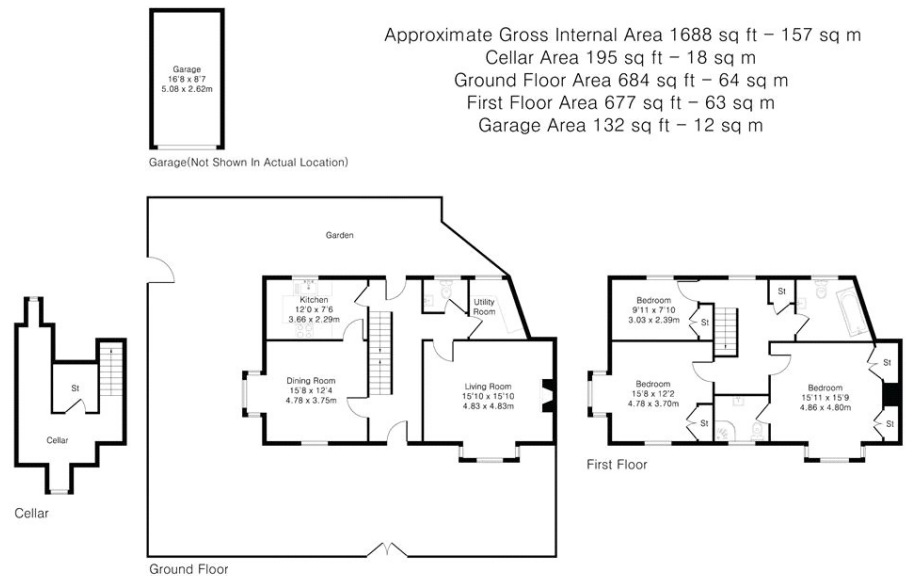 Approximate Gross Internal Area 1688 sq ft - 157 sq m
Cellar Area 195 sq ft - 18 sq m
Ground Floor Area 684 sq ft - 64 sq m
First Floor Area 677 sq ft - 63 sq m
Garage Area 132 sq ft - 12 sq m
Garage
16'8 x 8'7
5.08 x 2.62m
Garage(Not Shown In Actual Location)
St
Cellar
Cellar
Garden
Kitchen
12'0 x 7'6
3.66 x 2.29m
Utility
Room
Dining Room
15'8 x 12'4
4.78 x 3.75m
Living Room
15'10 x 15'10
4.83 x 4.83m
Ground Floor
Bedroom
9'11 x 7'10
3.03 x 2.39m
St
St
Bedroom
15'8 x 12'2
4.78 x 3.70m
St
Bedroom
15'11 x 15'9
4.86 x 4.80m
St
St
First Floor